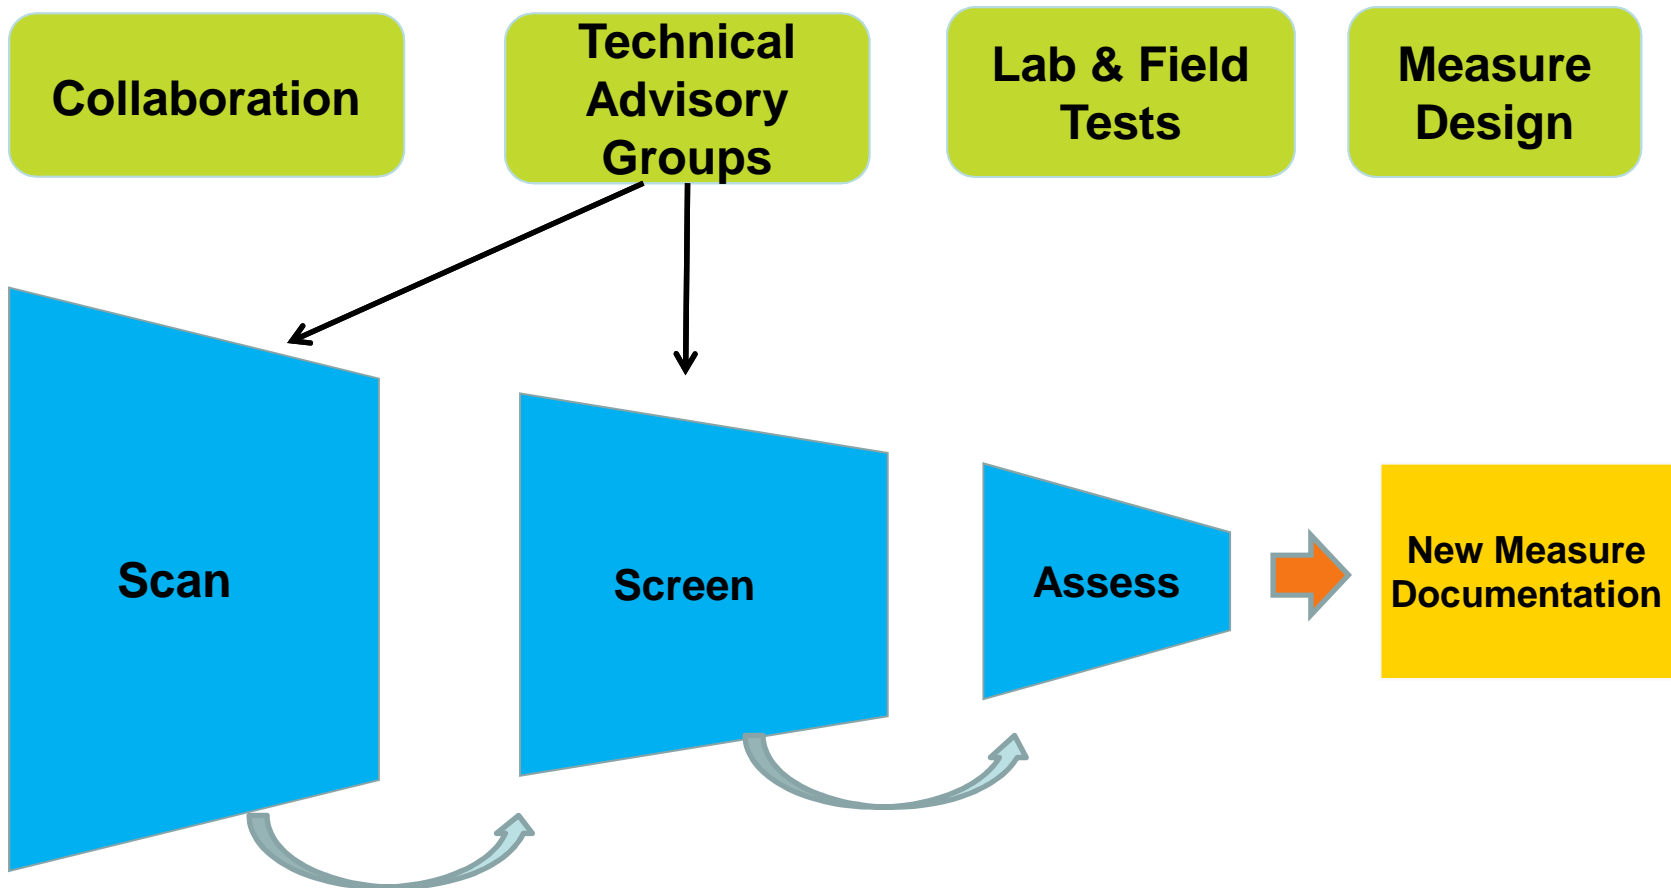 Collaboration
Technical
Advisory
Groups
Lab & Field
Tests
Measure
Design
Scan
Screen
Assess
New Measure
Documentation